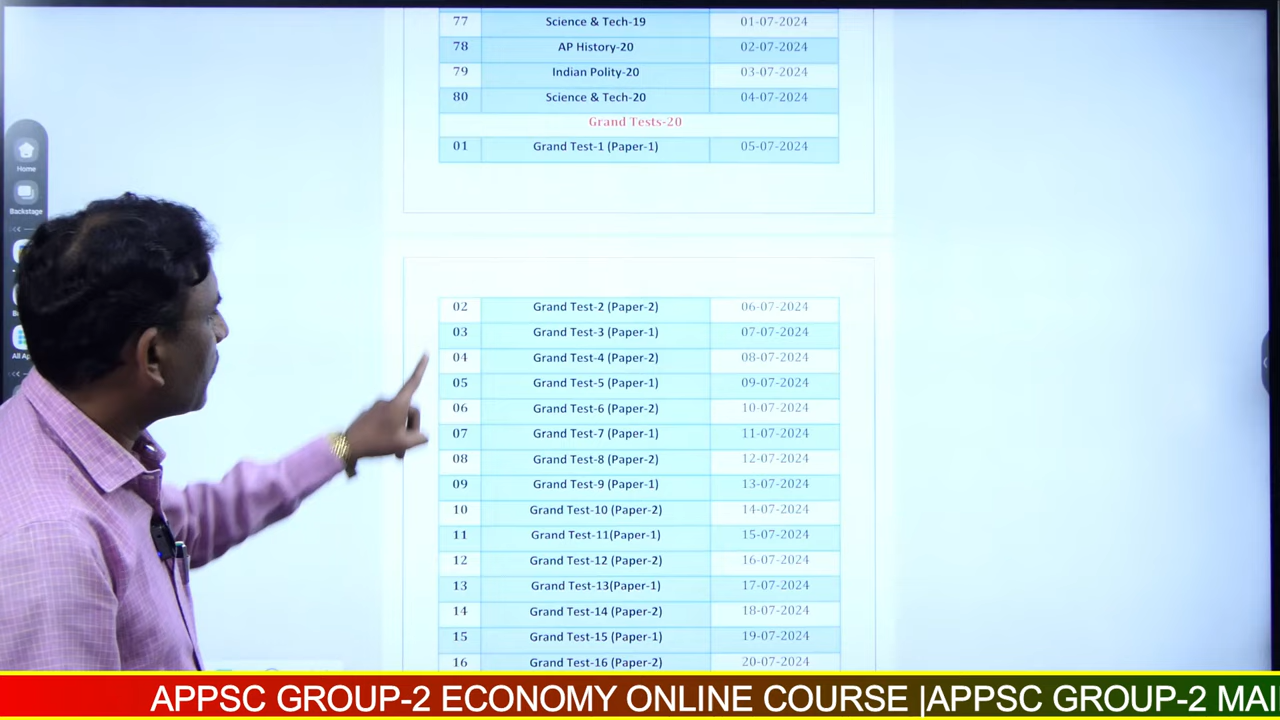 77 Science & Tech-19 01-07-2024
78 AP History-20 02-07-2024
79 Indian Polity-20 03-07-2024
80 Science & Tech-20 04-07-2024
Grand Tests-20
01 Grand Test-1 (Paper-1) 05-07-2024
Home
Backstage
02 Grand Test-2 (Paper-2) 06-07-2024
03 Grand Test-3 (Paper-1) 07-07-2024
04 Grand Test-4 (Paper-2) 08-07-2024
05 Grand Test-5 (Paper-1) 09-07-2024
06 Grand Test-6 (Paper-2) 10-07-2024
07 Grand Test-7 (Paper-1) 11-07-2024
08 Grand Test-8 (Paper-2) 12-07-2024
09 Grand Test-9 (Paper-1) 13-07-2024
10 Grand Test-10 (Paper-2) 14-07-2024
11 Grand Test-11(Paper-1) 15-07-2024
12 Grand Test-12 (Paper-2) 16-07-2024
13 Grand Test-13(Paper-1) 17-07-2024
14 Grand Test-14 (Paper-2) 18-07-2024
15 Grand Test-15 (Paper-1) 19-07-2024
16 Grand Test-16 (Paper-2) 20-07-2024
APPSC GROUP-2 ECONOMY ONLINE COURSE |APPSC GROUP-2 MAI